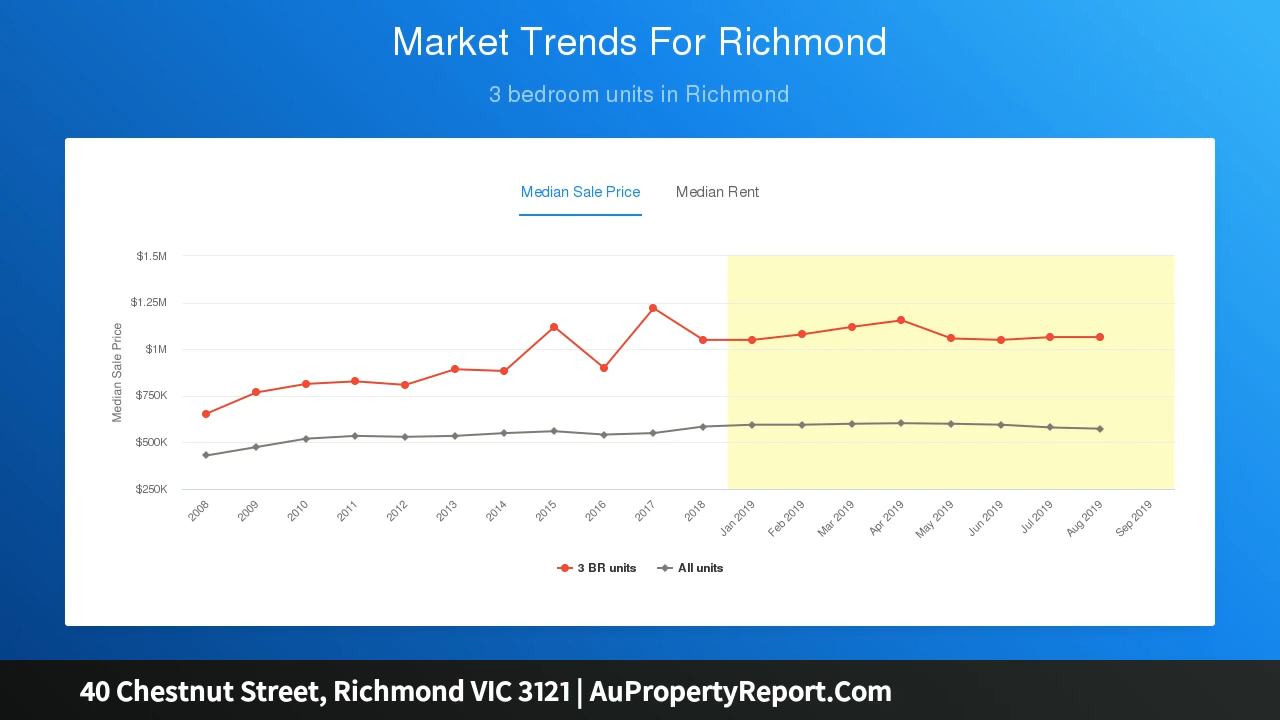 Market Trends For Richmond
3 bedroom units in Richmond
Median Sale Price Median Rent
$1.5M
$1.25M
$1M
$750K
$500K
$250K
Median Sale Price
2008 2009 2010 2011 2012 2013 2014 2015 2016 2017 2018 Jan 2019 Feb 2019 Mar 2019 Apr 2019 May 2019 Jun 2019 Jul 2019 Aug 2019 Sep 2019
3 BR units All units
40 Chestnut Street, Richmond VIC 3121 | AuPropertyReport.Com